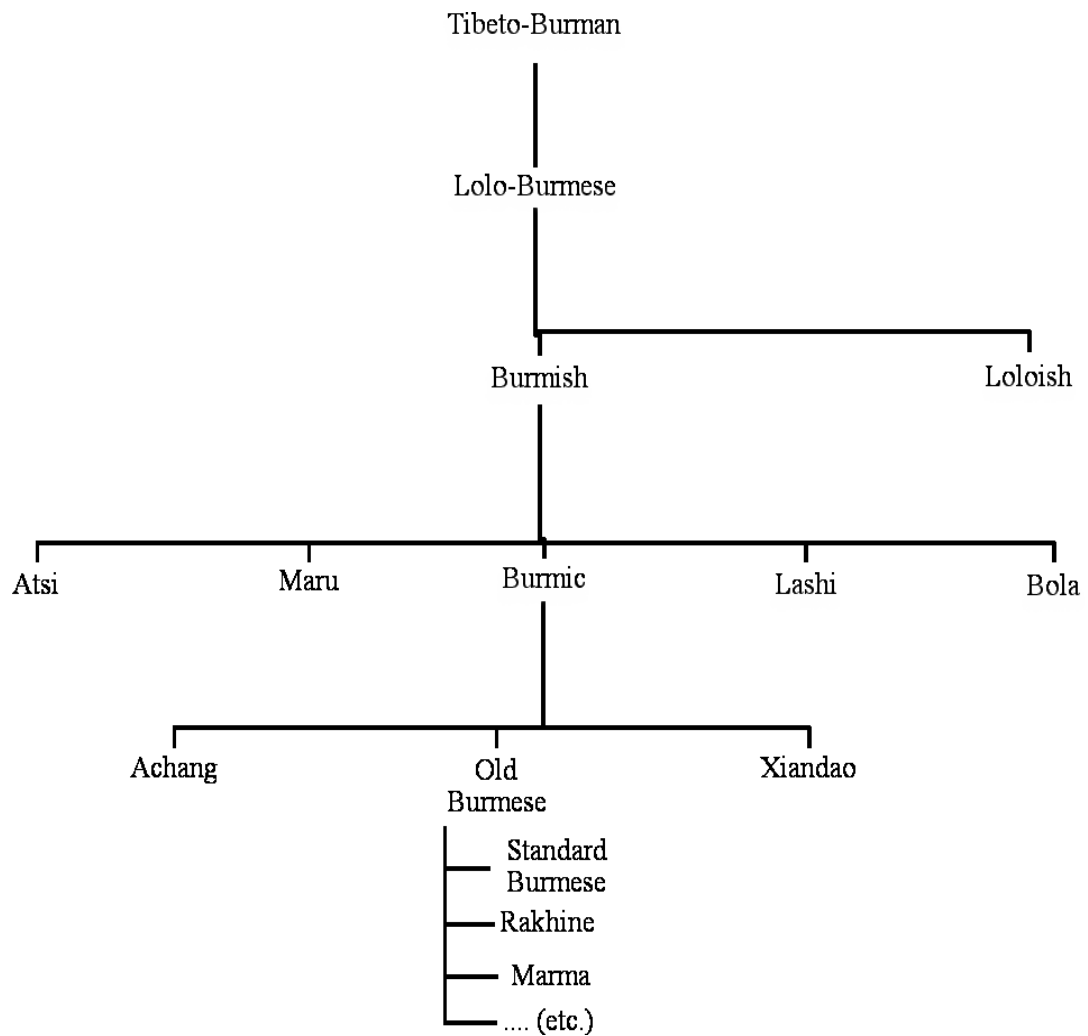 Tibeto-Burman
Lolo-Burmese
Burmish
Loloish
Atsi
Maru
Burmic
Lashi
Bola
Achang
Old
Burmese
Xiandao
Standard
Burmese
Rakhine
Marma
.... (etc.)